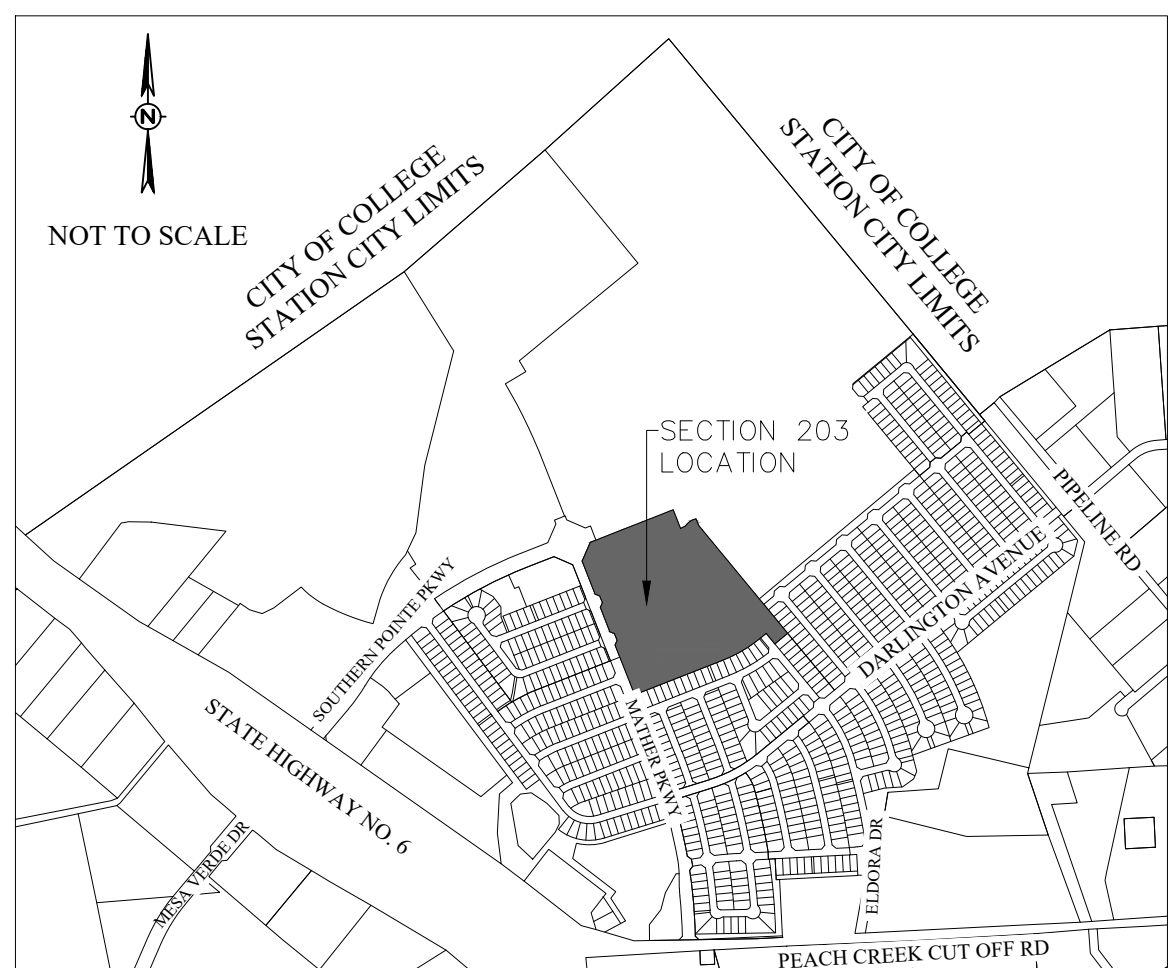 N
NOT TO SCALE
CITY OF COLLEGE
STATION CITY LIMITS
CITY OF COLLEGE
STATION CITY LIMITS
SECTION 203
LOCATION
PIPELINE RD
DARLINGTON AVENUE
SOUTHERN POINTE PKWY
MATHER PKWY
STATE HIGHWAY NO. 6
MESA VERDE DR
ELDORA DR
PEACH CREEK CUT OFF RD